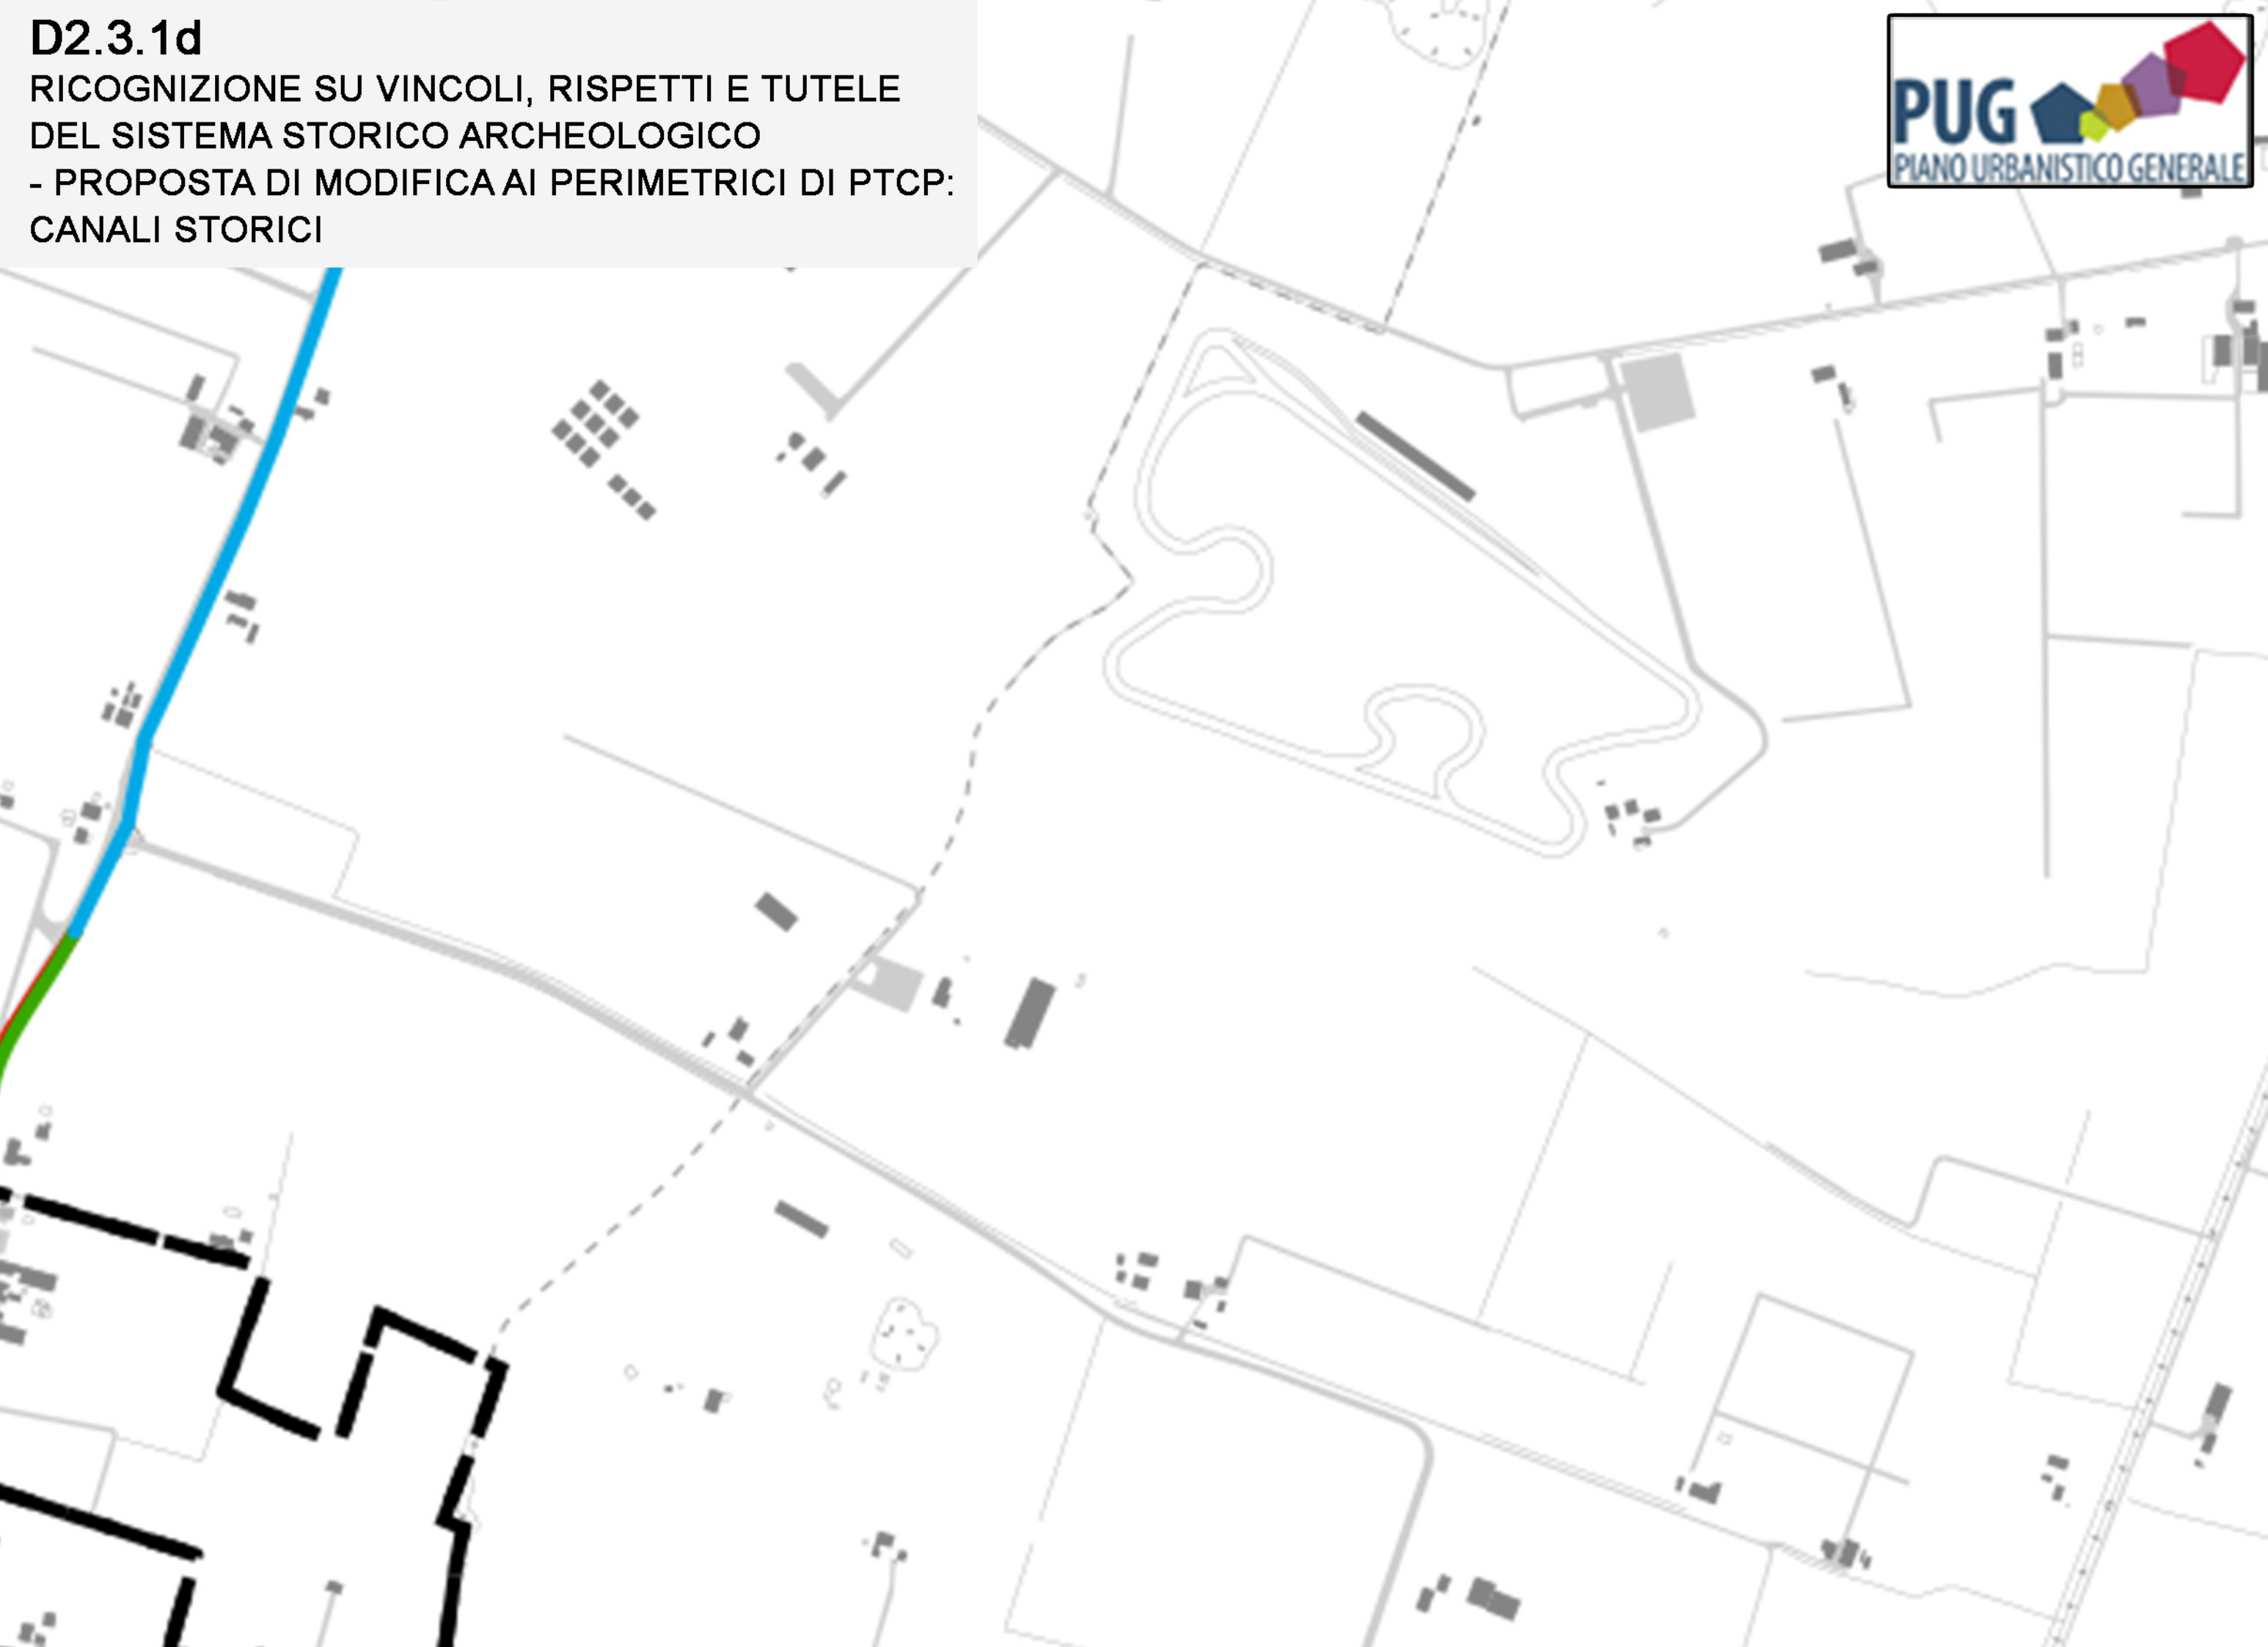 D2.3.1d
RICOGNIZIONE SU VINCOLI, RISPETTI E TUTELE
DEL SISTEMA STORICO ARCHEOLOGICO
- PROPOSTA DI MODIFICA AI PERIMETRICI DI PTCP:
CANALI STORICI
PUG
PIANO URBANISTICO GENERALE